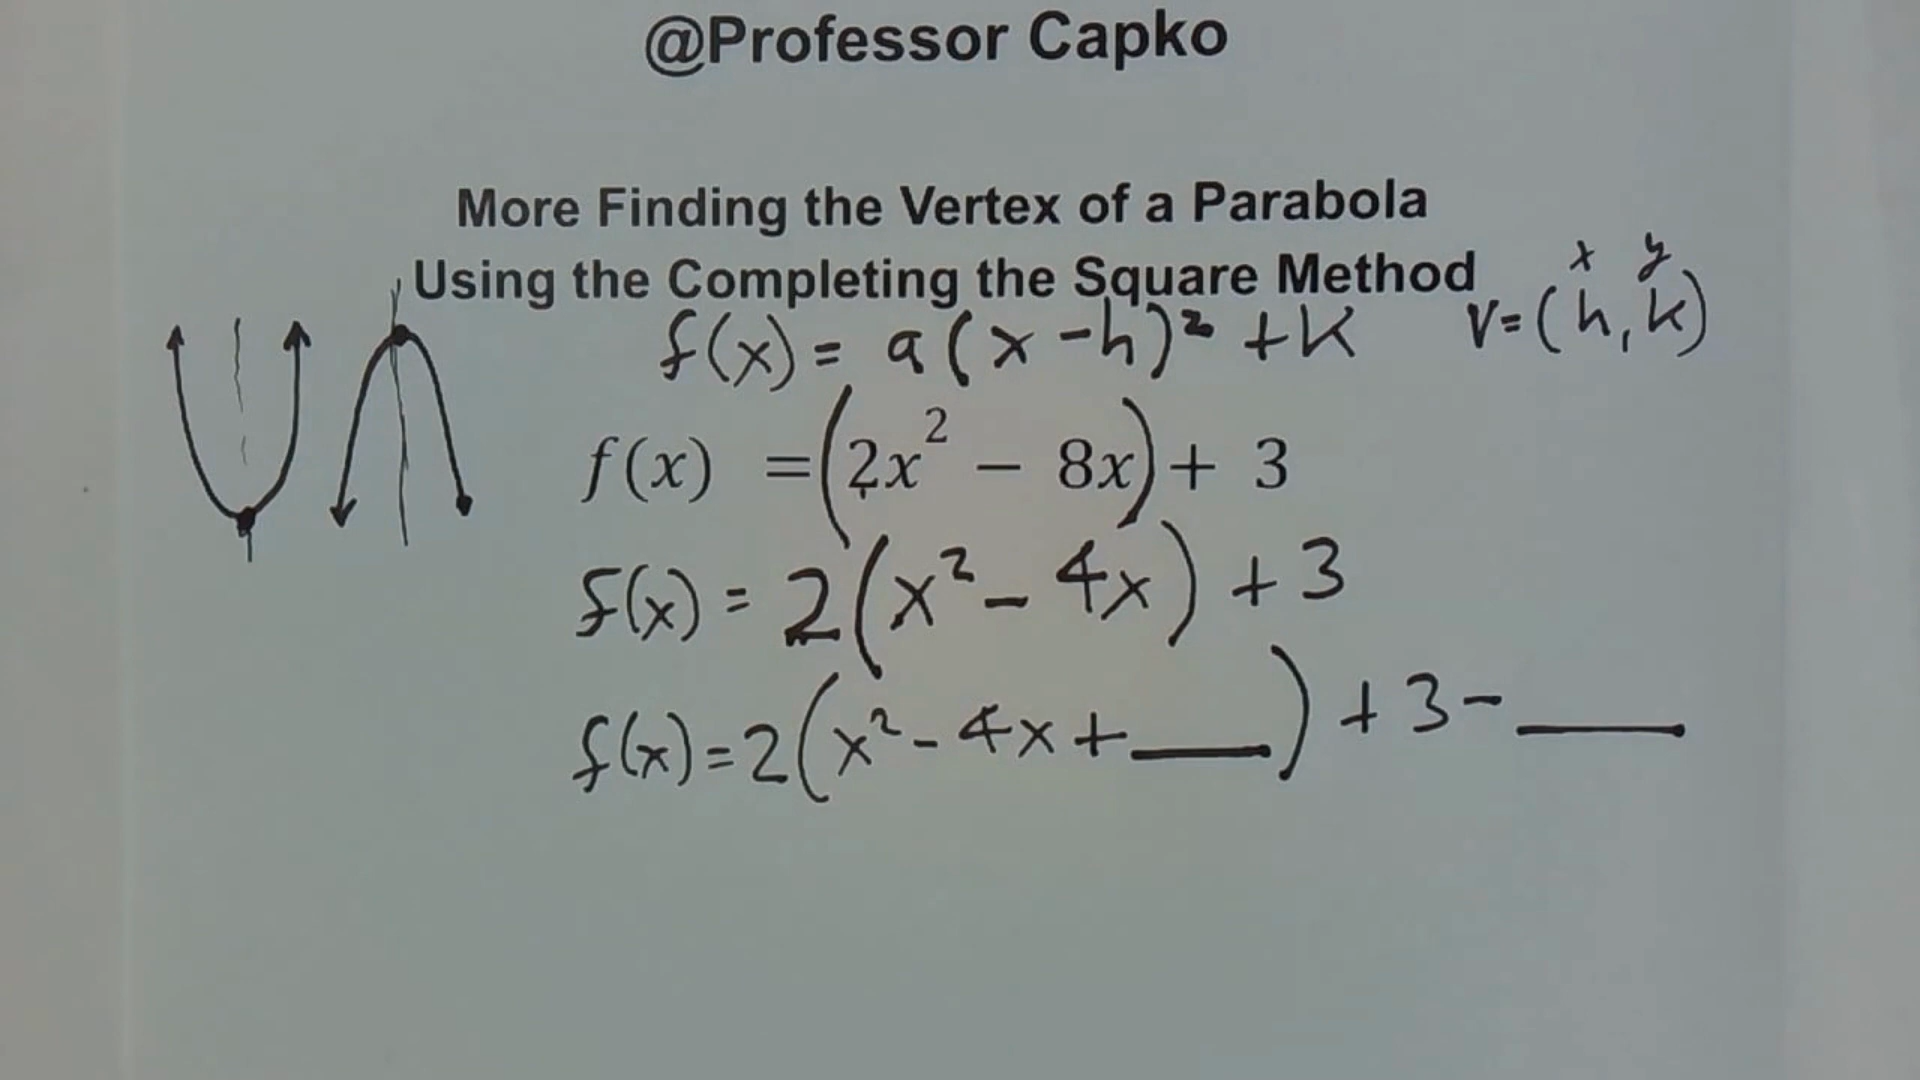 @Professor Capko
More Finding the Vertex of a Parabola
Using the Completing the Square Method
f(x) = a(x-h)² + k    V = (h, k)    x    y
f(x) = (2x² − 8x) + 3
f(x) = 2(x² − 4x) + 3
f(x) = 2(x² − 4x + ___) + 3 − ___